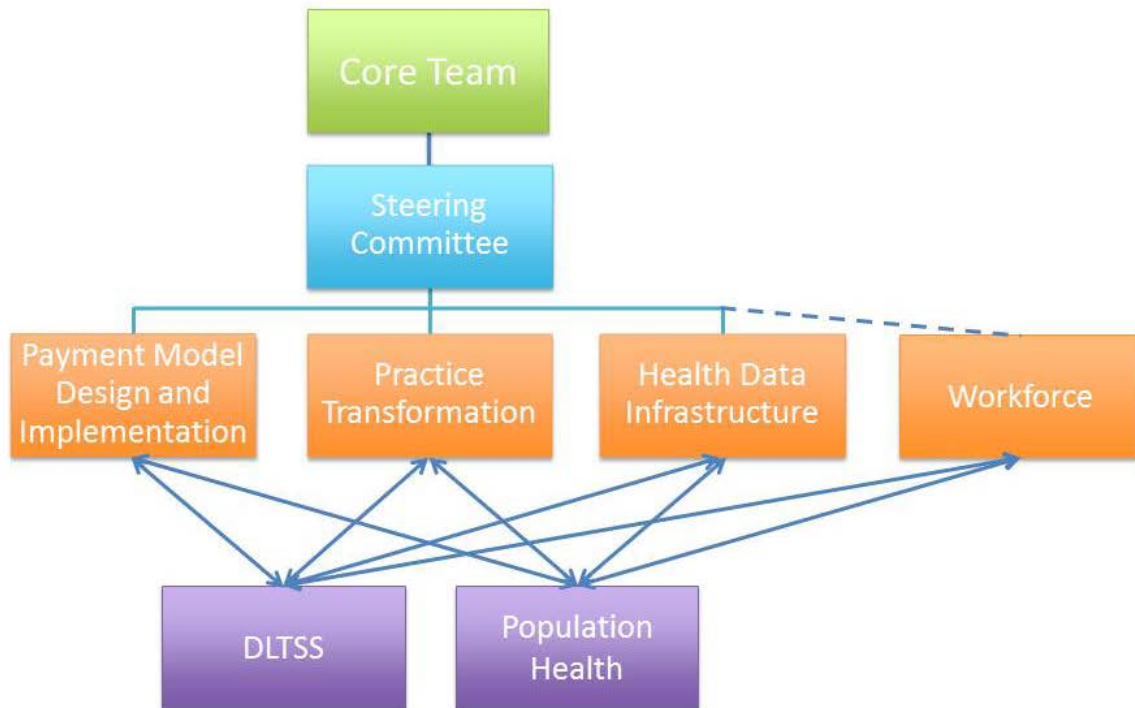 Core Team
Steering
Committee
Payment Model
Design and
Implementation
Practice
Transformation
Health Data
Infrastructure
Workforce
DLTSS
Population
Health